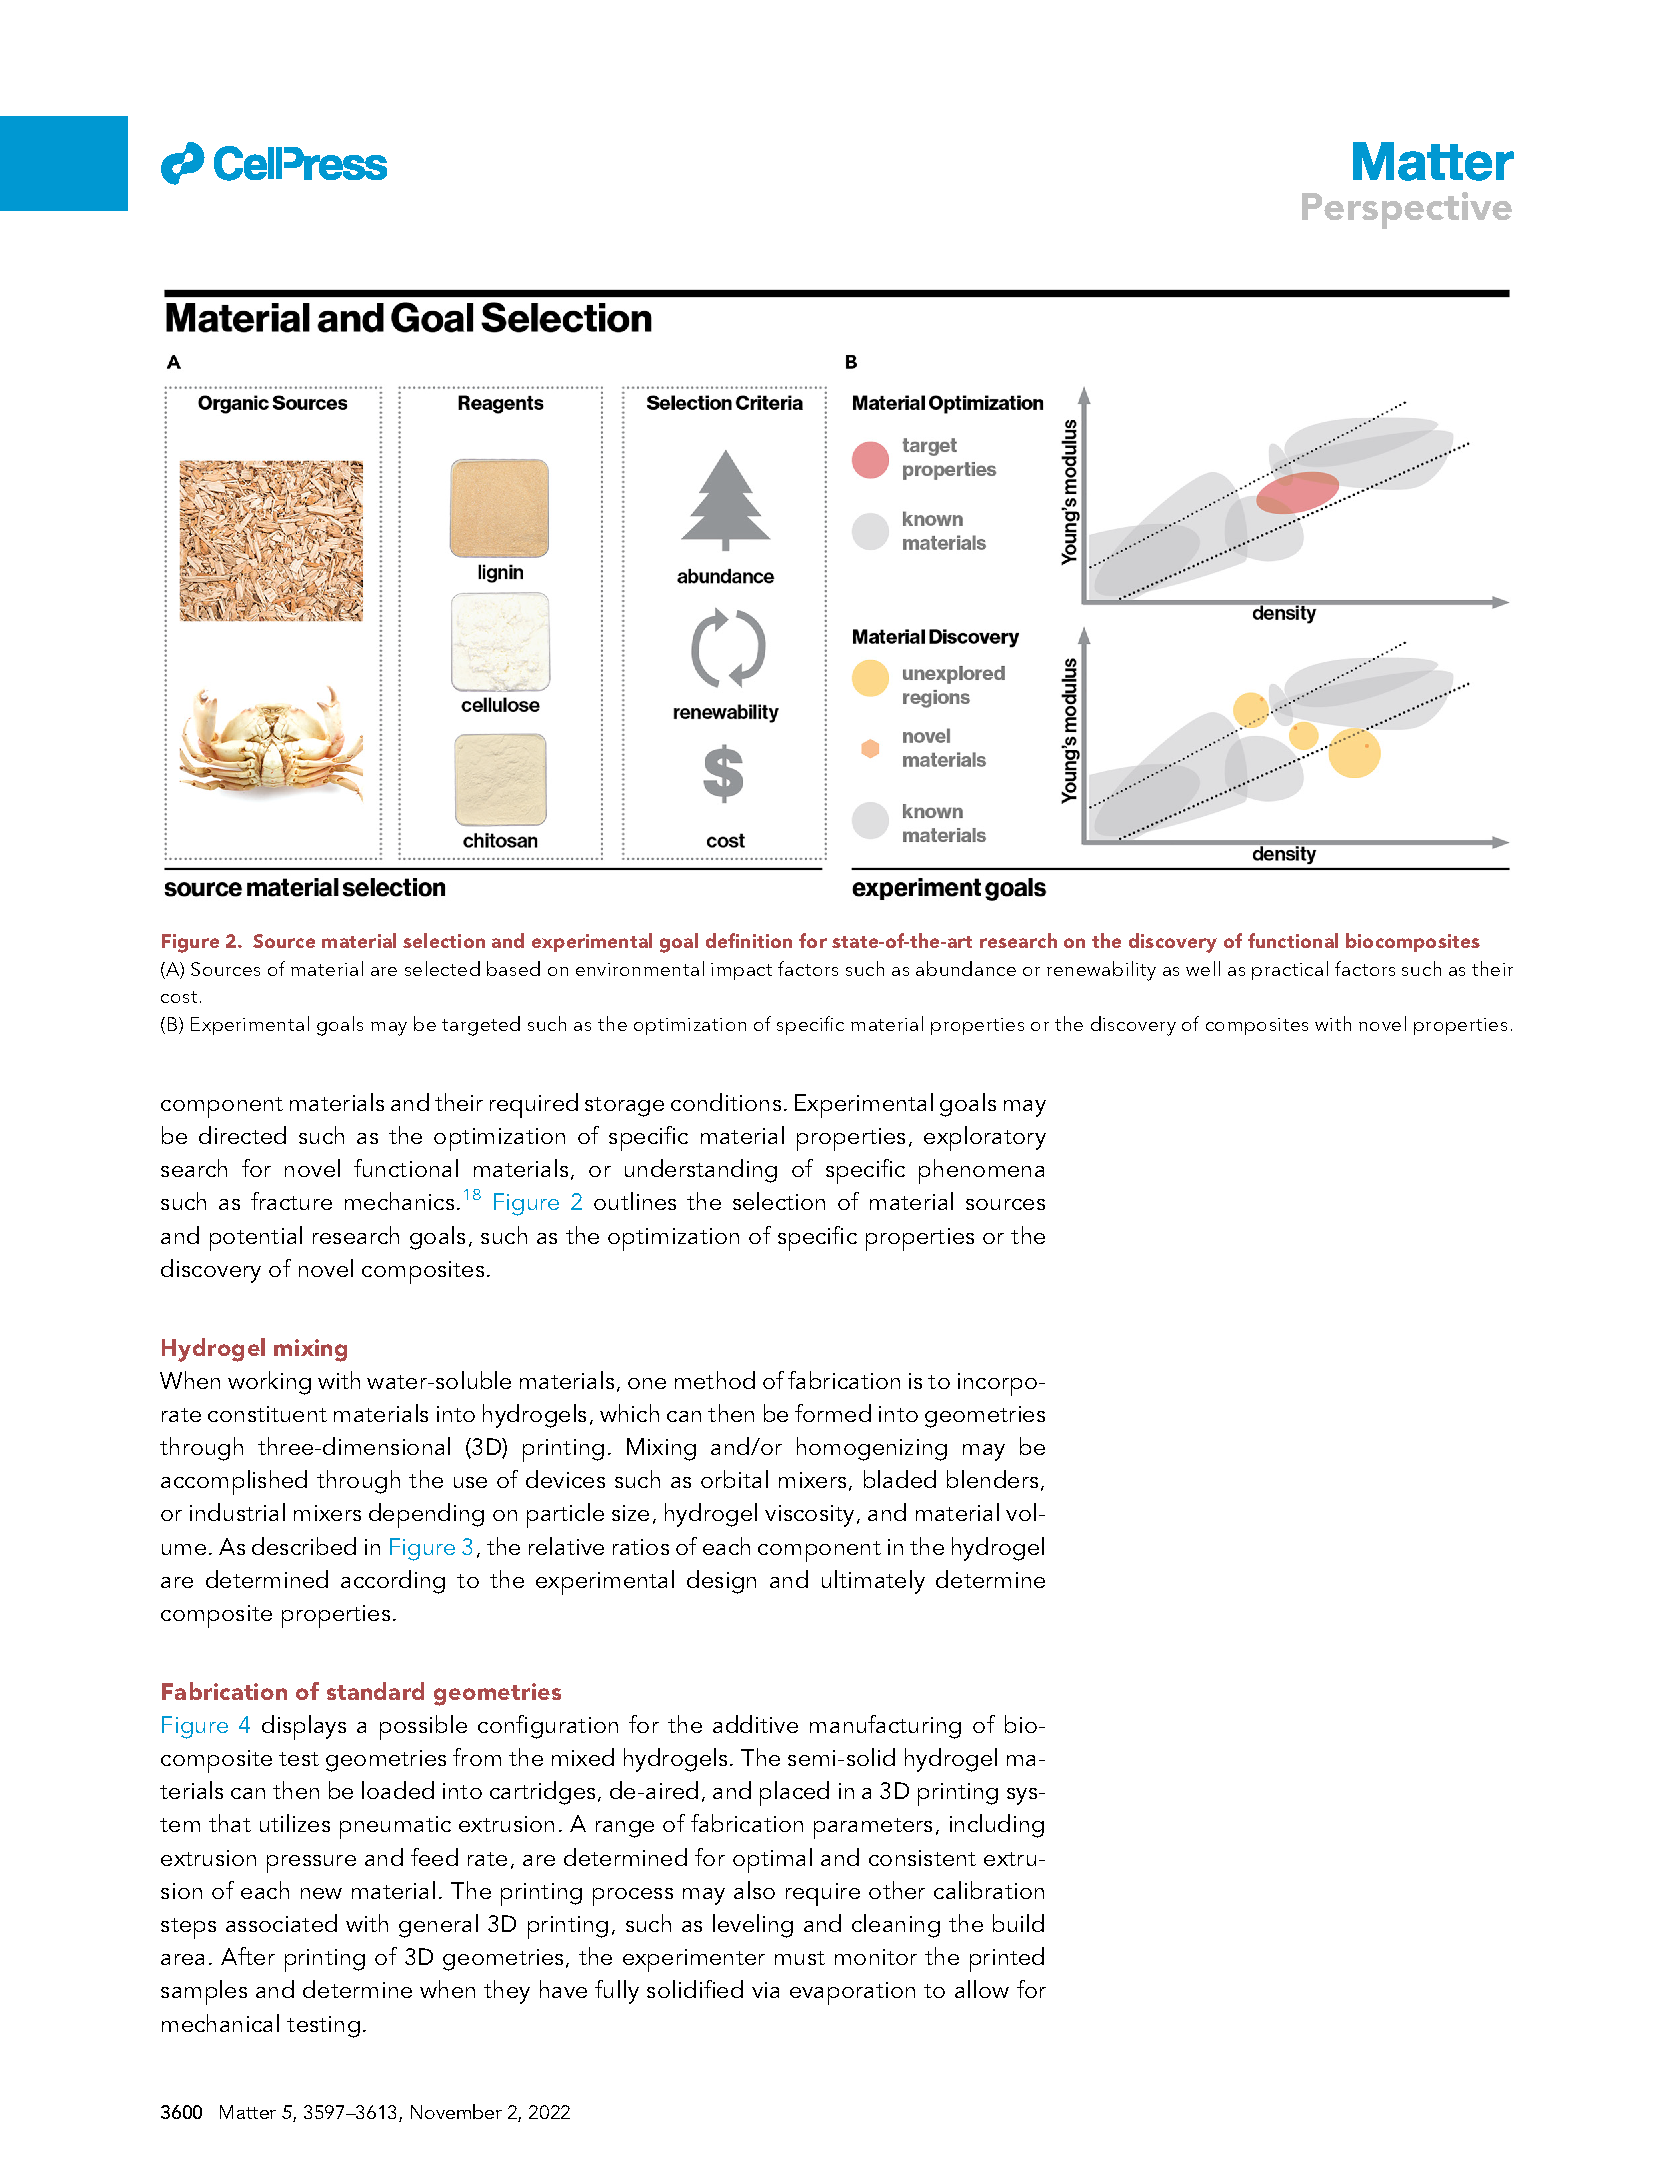 CellPress
Matter
Perspective
Material and Goal Selection
A
Organic Sources
Reagents
lignin
cellulose
chitosan
Selection Criteria
abundance
renewability
$
cost
source material selection
B
Material Optimization
target
properties
known
materials
Young's modulus
density
Material Discovery
unexplored
regions
novel
materials
known
materials
Young's modulus
density
experiment goals
Figure 2. Source material selection and experimental goal definition for state-of-the-art research on the discovery of functional biocomposites
(A) Sources of material are selected based on environmental impact factors such as abundance or renewability as well as practical factors such as their
cost.
(B) Experimental goals may be targeted such as the optimization of specific material properties or the discovery of composites with novel properties.
component materials and their required storage conditions. Experimental goals may
be directed such as the optimization of specific material properties, exploratory
search for novel functional materials, or understanding of specific phenomena
such as fracture mechanics.18 Figure 2 outlines the selection of material sources
and potential research goals, such as the optimization of specific properties or the
discovery of novel composites.
Hydrogel mixing
When working with water-soluble materials, one method of fabrication is to incorpo-
rate constituent materials into hydrogels, which can then be formed into geometries
through three-dimensional (3D) printing. Mixing and/or homogenizing may be
accomplished through the use of devices such as orbital mixers, bladed blenders,
or industrial mixers depending on particle size, hydrogel viscosity, and material vol-
ume. As described in Figure 3, the relative ratios of each component in the hydrogel
are determined according to the experimental design and ultimately determine
composite properties.
Fabrication of standard geometries
Figure 4 displays a possible configuration for the additive manufacturing of bio-
composite test geometries from the mixed hydrogels. The semi-solid hydrogel ma-
terials can then be loaded into cartridges, de-aired, and placed in a 3D printing sys-
tem that utilizes pneumatic extrusion. A range of fabrication parameters, including
extrusion pressure and feed rate, are determined for optimal and consistent extru-
sion of each new material. The printing process may also require other calibration
steps associated with general 3D printing, such as leveling and cleaning the build
area. After printing of 3D geometries, the experimenter must monitor the printed
samples and determine when they have fully solidified via evaporation to allow for
mechanical testing.
3600 Matter 5, 3597–3613, November 2, 2022